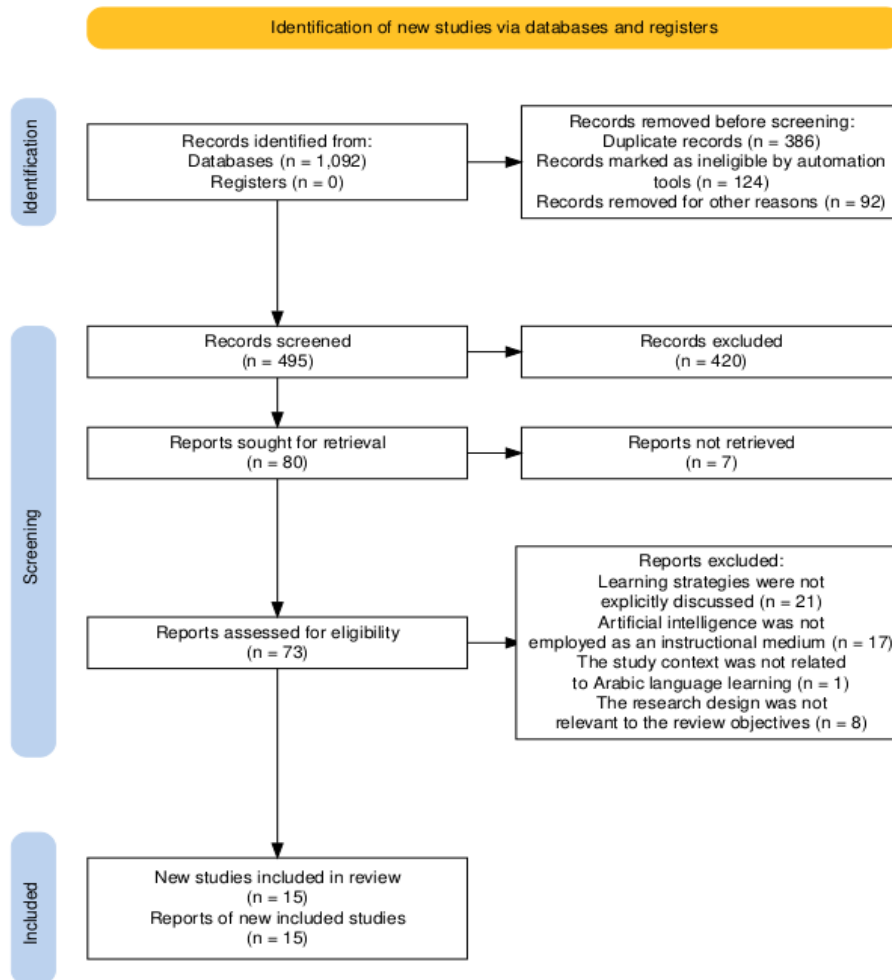 Identification of new studies via databases and registers
Identification
Records identified from:
Databases (n = 1,092)
Registers (n = 0)
Records removed before screening:
Duplicate records (n = 386)
Records marked as ineligible by automation
tools (n = 124)
Records removed for other reasons (n = 92)
Screening
Records screened
(n = 495)
Records excluded
(n = 420)
Reports sought for retrieval
(n = 80)
Reports not retrieved
(n = 7)
Reports assessed for eligibility
(n = 73)
Reports excluded:
Learning strategies were not
explicitly discussed (n = 21)
Artificial intelligence was not
employed as an instructional medium (n = 17)
The study context was not related
to Arabic language learning (n = 1)
The research design was not
relevant to the review objectives (n = 8)
Included
New studies included in review
(n = 15)
Reports of new included studies
(n = 15)